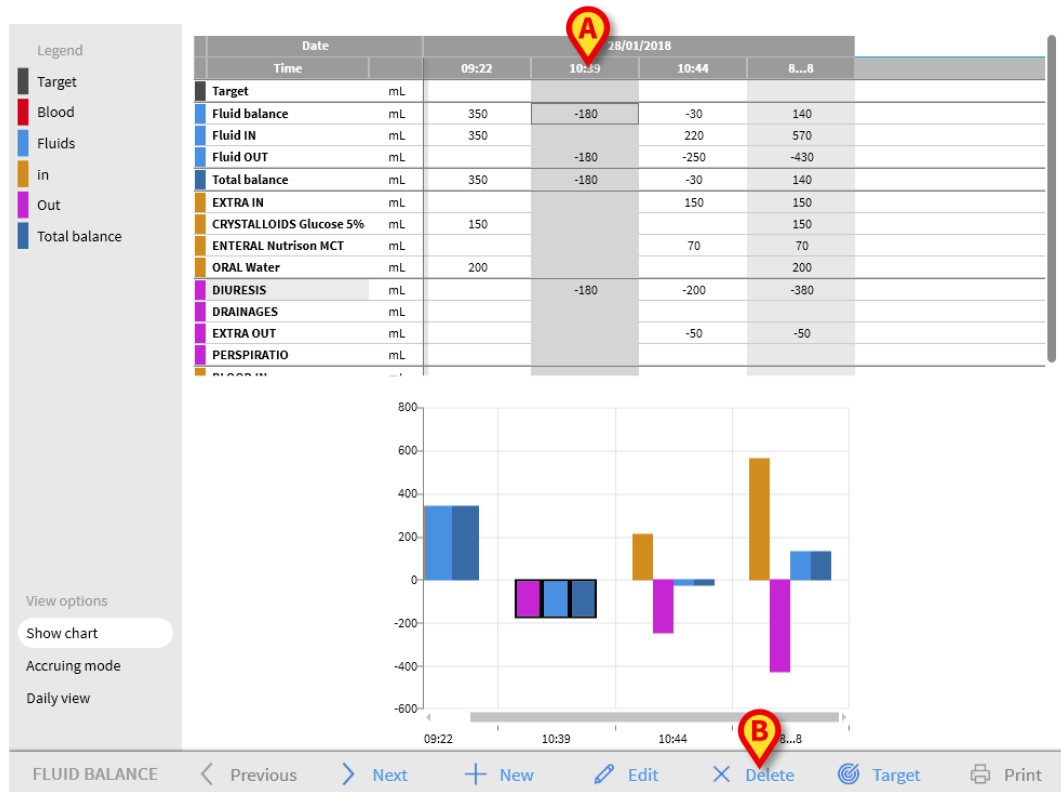 A
Legend
Target
Blood
Fluids
in
Out
Total balance
Date 28/01/2018
Time 09:22 10:39 10:44 8...8
Target mL
Fluid balance mL 350 -180 -30 140
Fluid IN mL 350 220 570
Fluid OUT mL -180 -250 -430
Total balance mL 350 -180 -30 140
EXTRA IN mL 150 150
CRYSTALLOIDS Glucose 5% mL 150 150
ENTERAL Nutrison MCT mL 70 70
ORAL Water mL 200 200
DIURESIS mL -180 -200 -380
DRAINAGES mL
EXTRA OUT mL -50 -50
PERSPIRATIO mL
800
600
400
200
0
-200
-400
-600
09:22 10:39 10:44 8...8
View options
Show chart
Accruing mode
Daily view
B
FLUID BALANCE Previous Next New Edit Delete Target Print